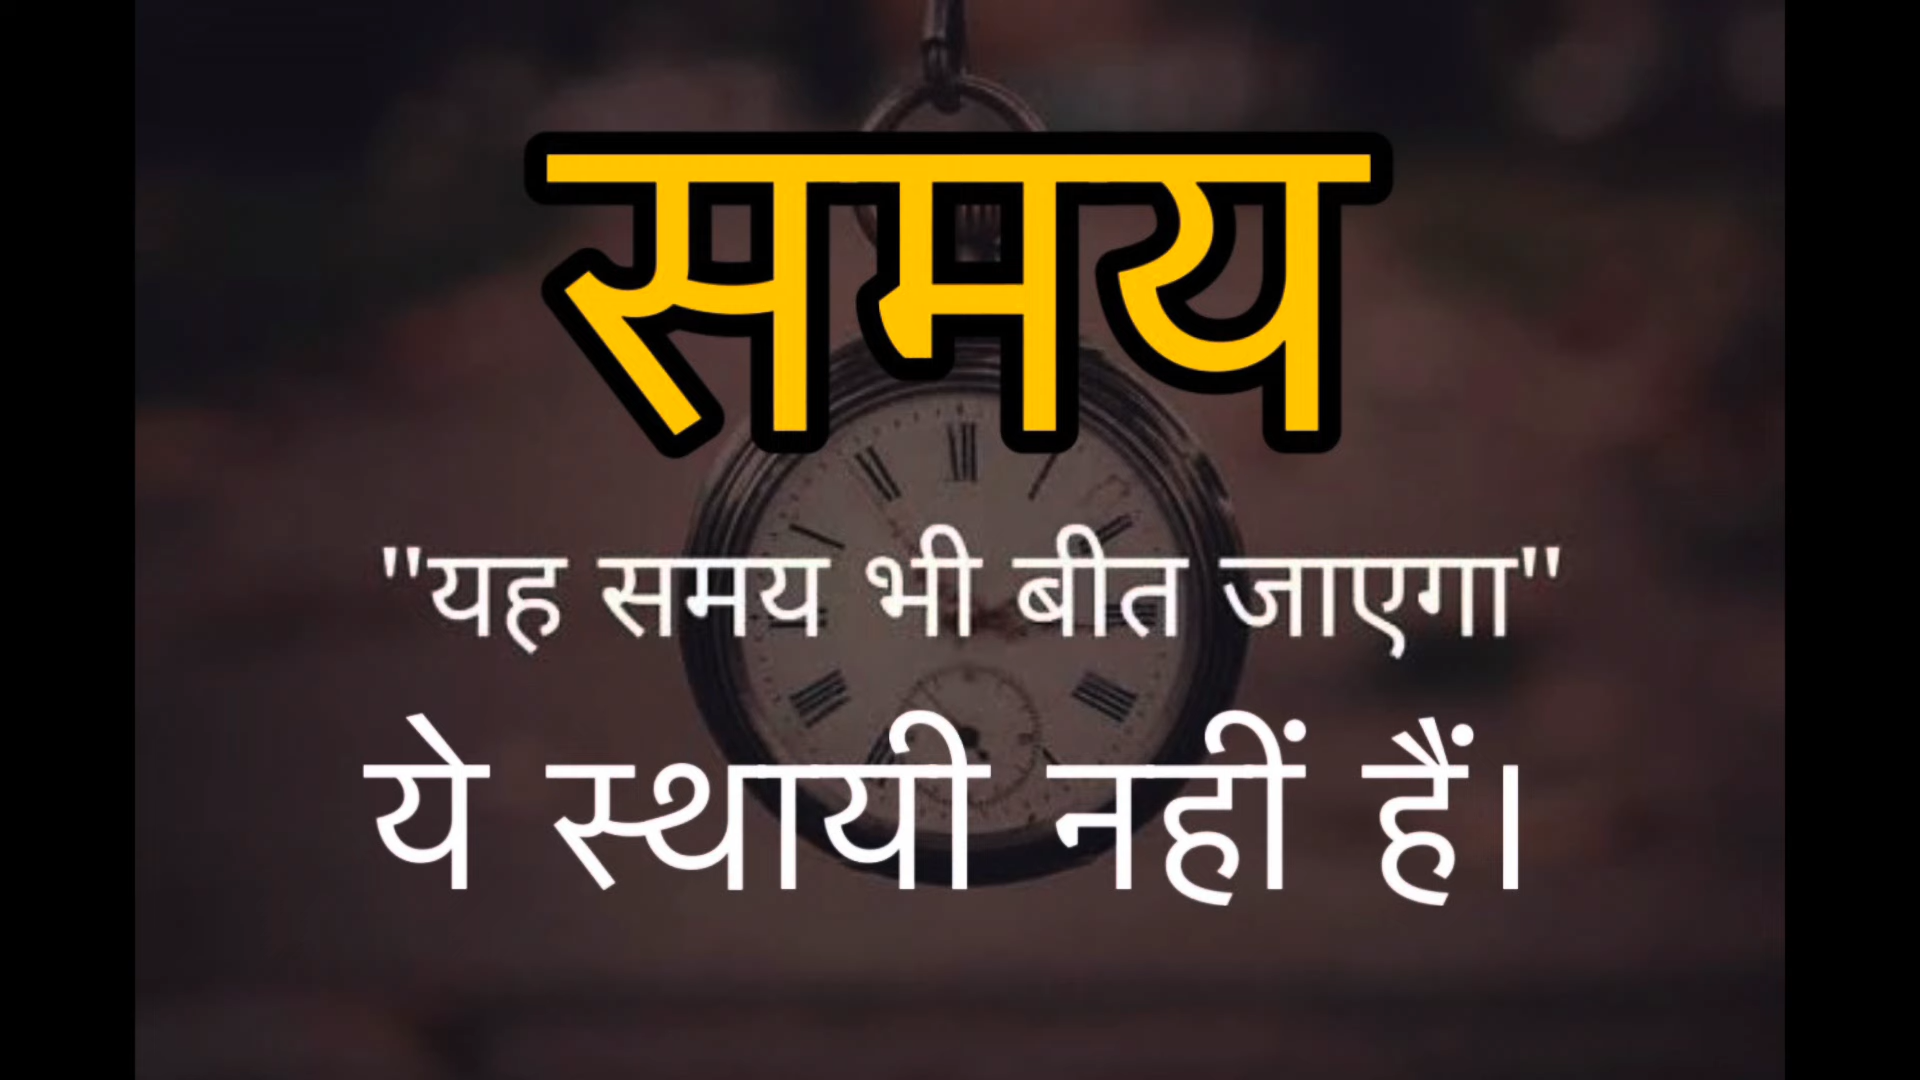 समय
"यह समय भी बीत जाएगा"
ये स्थायी नहीं हैं।